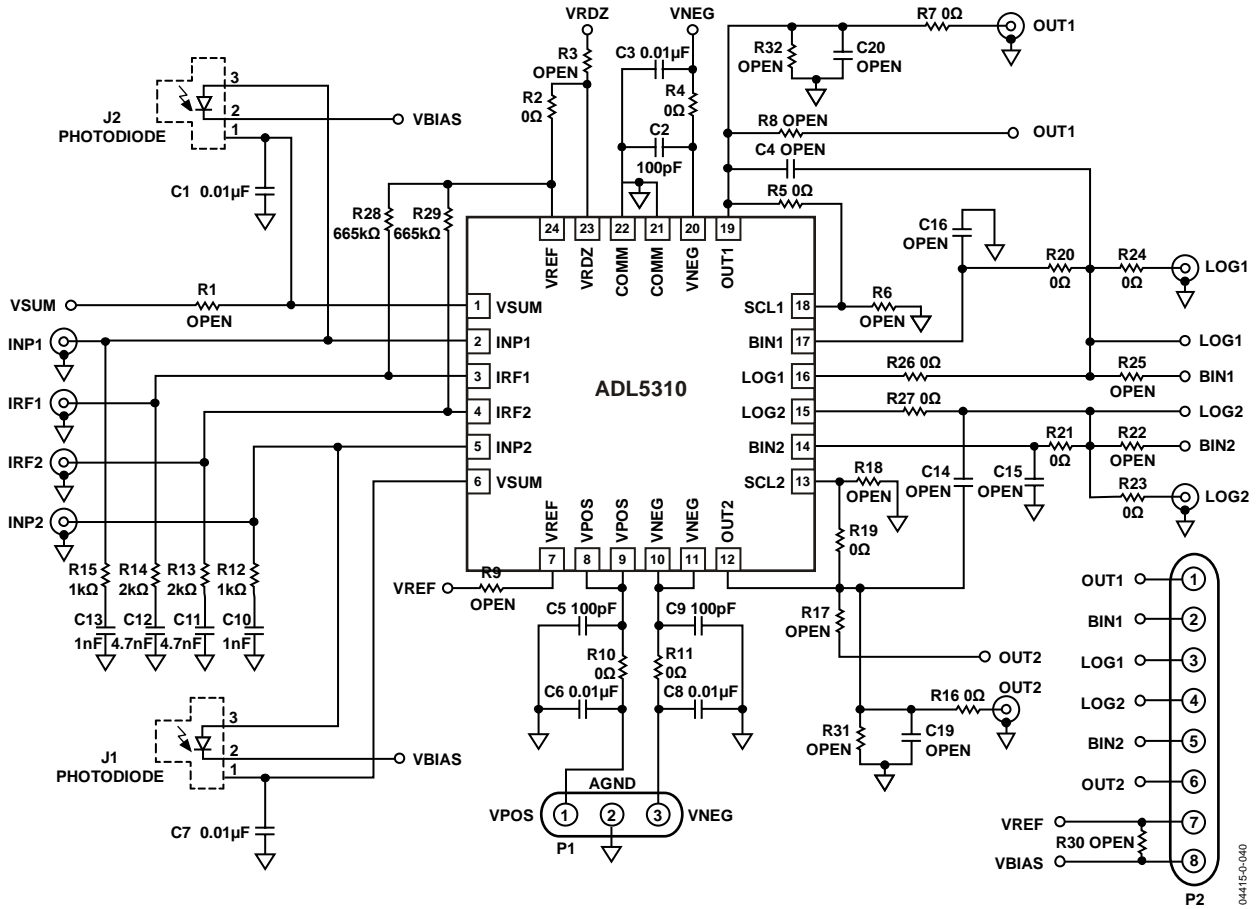 VRDZ
VNEG
R7 0Ω
OUT1
R3
OPEN
C3 0.01µF
R32
OPEN
C20
OPEN
3
2
1
J2
PHOTODIODE
VBIAS
R2
0Ω
R4
0Ω
C2
100pF
R8 OPEN
OUT1
C4 OPEN
C1 0.01µF
R5 0Ω
R28
665kΩ
R29
665kΩ
24
23
22
21
20
19
VREF
VRDZ
COMM
COMM
VNEG
OUT1
C16
OPEN
R20
0Ω
R24
0Ω
LOG1
VSUM
R1
OPEN
1 VSUM
SCL1 18
R6
OPEN
INP1
2 INP1
BIN1 17
LOG1
IRF1
3 IRF1
ADL5310
LOG1 16
R26 0Ω
R25
OPEN
BIN1
4 IRF2
LOG2 15
R27 0Ω
LOG2
IRF2
5 INP2
BIN2 14
R21
0Ω
R22
OPEN
BIN2
6 VSUM
SCL2 13
R18
OPEN
C14
OPEN
C15
OPEN
R23
0Ω
LOG2
INP2
VREF
VPOS
VPOS
VNEG
VNEG
OUT2
7
8
9
10
11
12
R19
0Ω
R15
1kΩ
R14
2kΩ
R13
2kΩ
R12
1kΩ
VREF
R9
OPEN
C13
1nF
C12
4.7nF
C11
4.7nF
C10
1nF
C5 100pF
C9 100pF
R17
OPEN
R10
0Ω
R11
0Ω
OUT2
C6 0.01µF
C8 0.01µF
R16 0Ω
OUT2
R31
OPEN
C19
OPEN
3
2
1
J1
PHOTODIODE
VBIAS
C7 0.01µF
AGND
VPOS 1 2 3 VNEG
P1
OUT1 1
BIN1 2
LOG1 3
LOG2 4
BIN2 5
OUT2 6
VREF 7
R30 OPEN
VBIAS 8
P2
04415-0-040